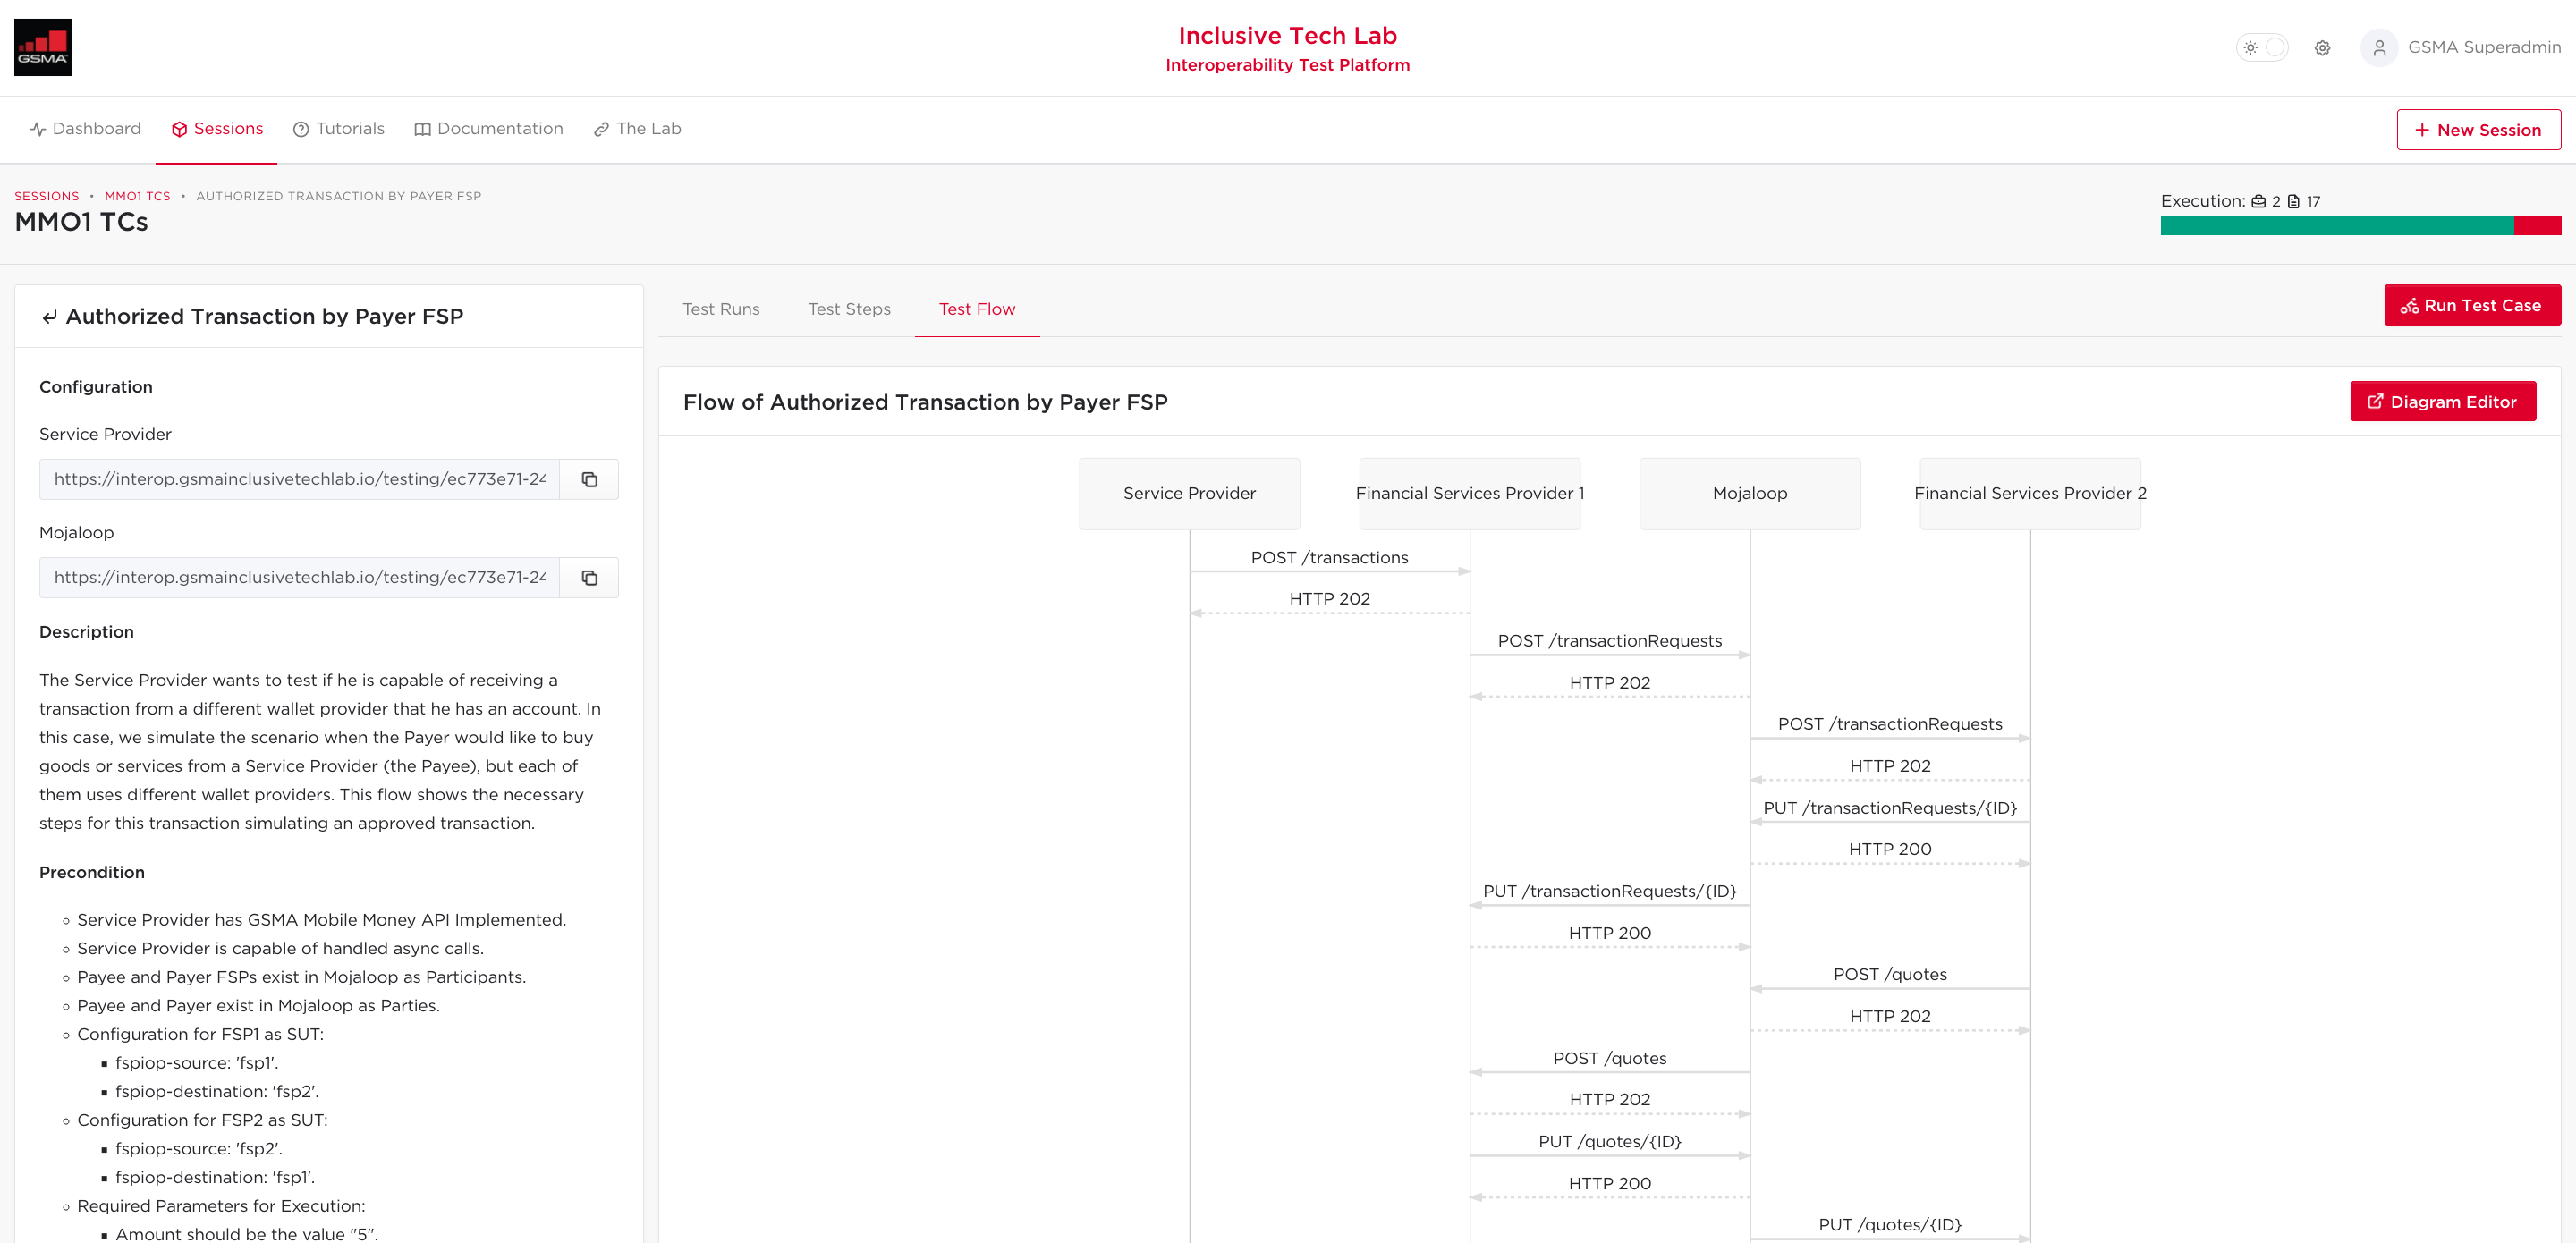 GSMA
Inclusive Tech Lab
Interoperability Test Platform
GSMA Superadmin
Dashboard
Sessions
Tutorials
Documentation
The Lab
New Session
SESSIONS • MMO1 TCS • AUTHORIZED TRANSACTION BY PAYER FSP
MMO1 TCs
Execution: 2 17
Authorized Transaction by Payer FSP
Configuration
Service Provider
https://interop.gsmainclusivetechlab.io/testing/ec773e71-24
Mojaloop
https://interop.gsmainclusivetechlab.io/testing/ec773e71-24
Description
The Service Provider wants to test if he is capable of receiving a
transaction from a different wallet provider that he has an account. In
this case, we simulate the scenario when the Payer would like to buy
goods or services from a Service Provider (the Payee), but each of
them uses different wallet providers. This flow shows the necessary
steps for this transaction simulating an approved transaction.
Precondition
Service Provider has GSMA Mobile Money API Implemented.
Service Provider is capable of handled async calls.
Payee and Payer FSPs exist in Mojaloop as Participants.
Payee and Payer exist in Mojaloop as Parties.
Configuration for FSP1 as SUT:
fspiop-source: 'fsp1'.
fspiop-destination: 'fsp2'.
Configuration for FSP2 as SUT:
fspiop-source: 'fsp2'.
fspiop-destination: 'fsp1'.
Required Parameters for Execution:
Amount should be the value "5".
Test Runs
Test Steps
Test Flow
Run Test Case
Flow of Authorized Transaction by Payer FSP
Diagram Editor
Service Provider
Financial Services Provider 1
Mojaloop
Financial Services Provider 2
POST /transactions
HTTP 202
POST /transactionRequests
HTTP 202
POST /transactionRequests
HTTP 202
PUT /transactionRequests/{ID}
HTTP 200
PUT /transactionRequests/{ID}
HTTP 200
POST /quotes
HTTP 202
POST /quotes
HTTP 202
PUT /quotes/{ID}
HTTP 200
PUT /quotes/{ID}